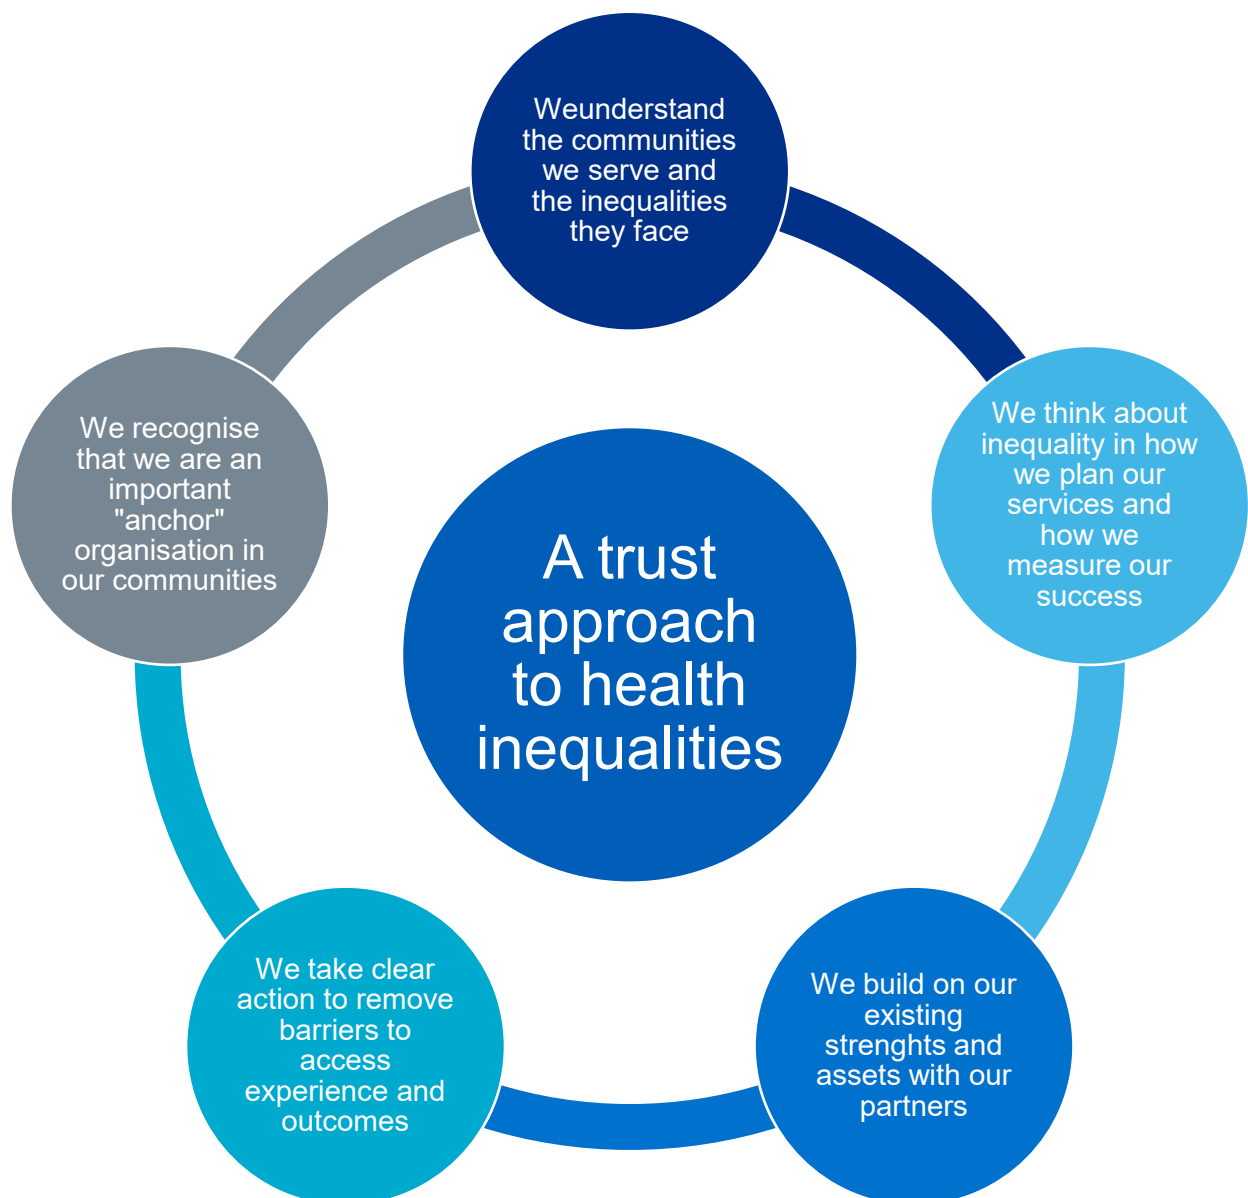 Weunderstand
the communities
we serve and
the inequalities
they face
We think about
inequality in how
we plan our
services and
how we
measure our
success
We build on our
existing
strenghts and
assets with our
partners
We take clear
action to remove
barriers to
access
experience and
outcomes
We recognise
that we are an
important
"anchor"
organisation in
our communities
A trust
approach
to health
inequalities